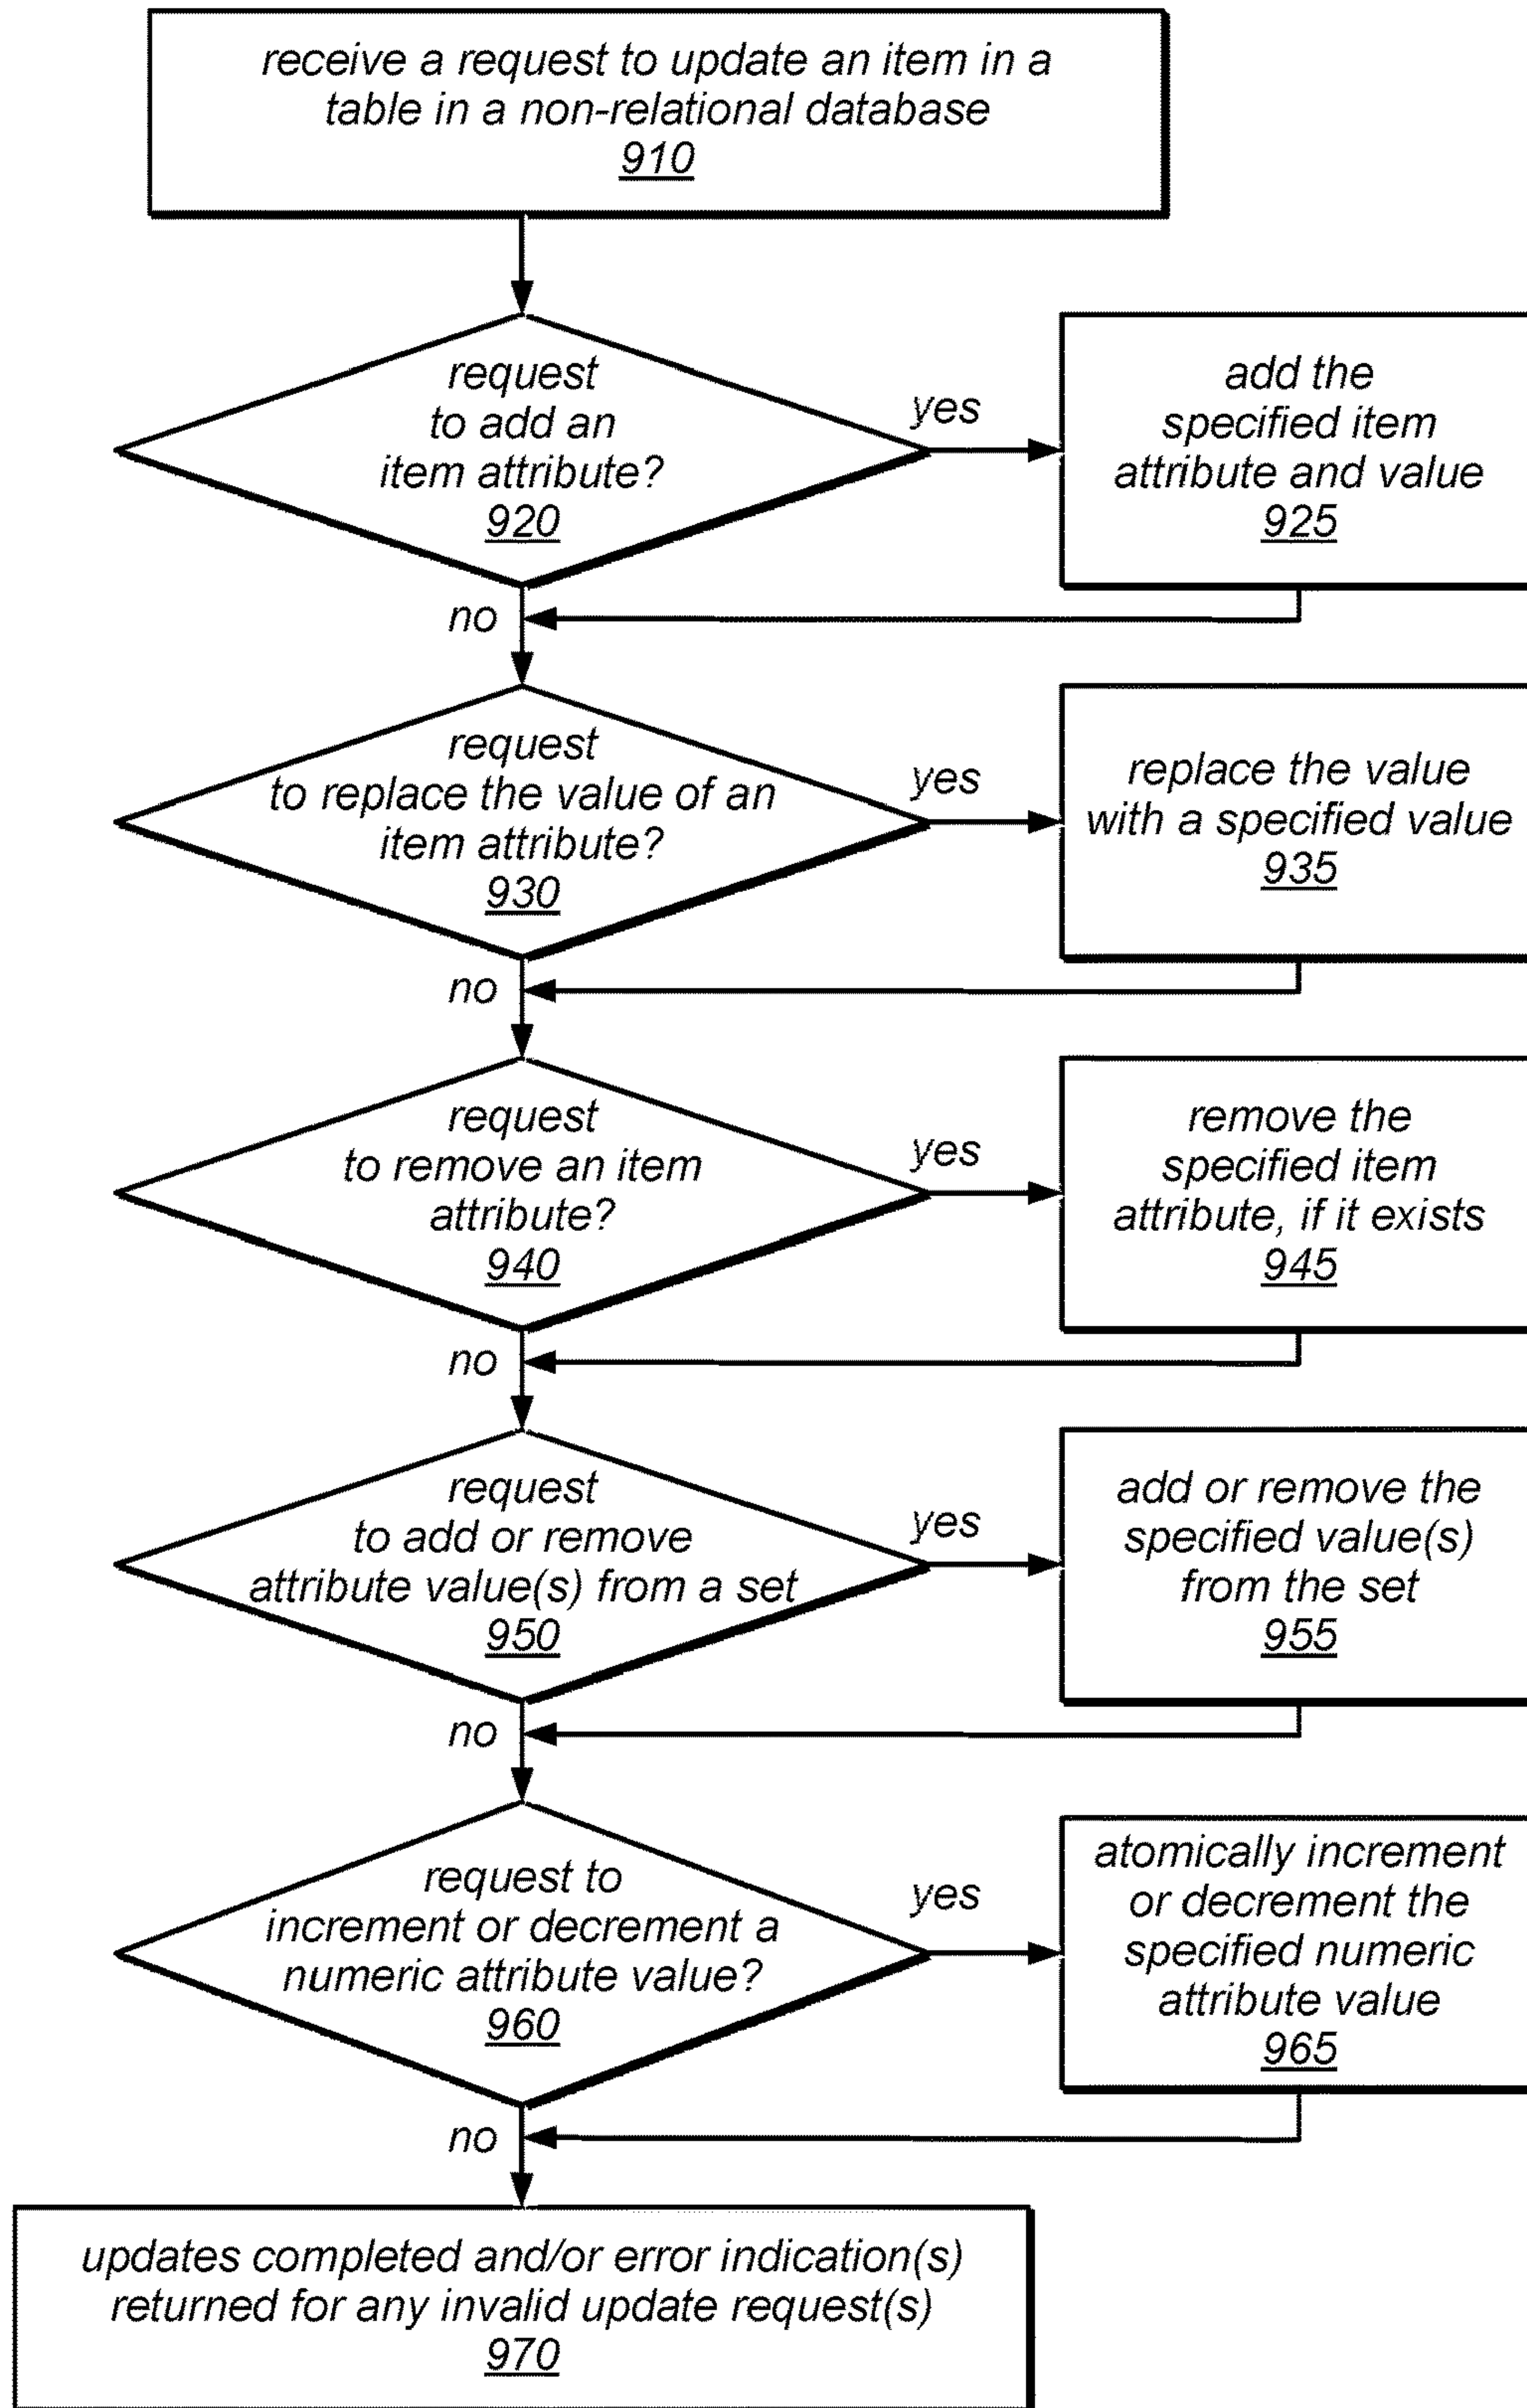 receive a request to update an item in a
table in a non-relational database
910
request
to add an
item attribute?
920
yes
add the
specified item
attribute and value
925
no
request
to replace the value of an
item attribute?
930
yes
replace the value
with a specified value
935
no
request
to remove an item
attribute?
940
yes
remove the
specified item
attribute, if it exists
945
no
request
to add or remove
attribute value(s) from a set
950
yes
add or remove the
specified value(s)
from the set
955
no
request to
increment or decrement a
numeric attribute value?
960
yes
atomically increment
or decrement the
specified numeric
attribute value
965
no
updates completed and/or error indication(s)
returned for any invalid update request(s)
970